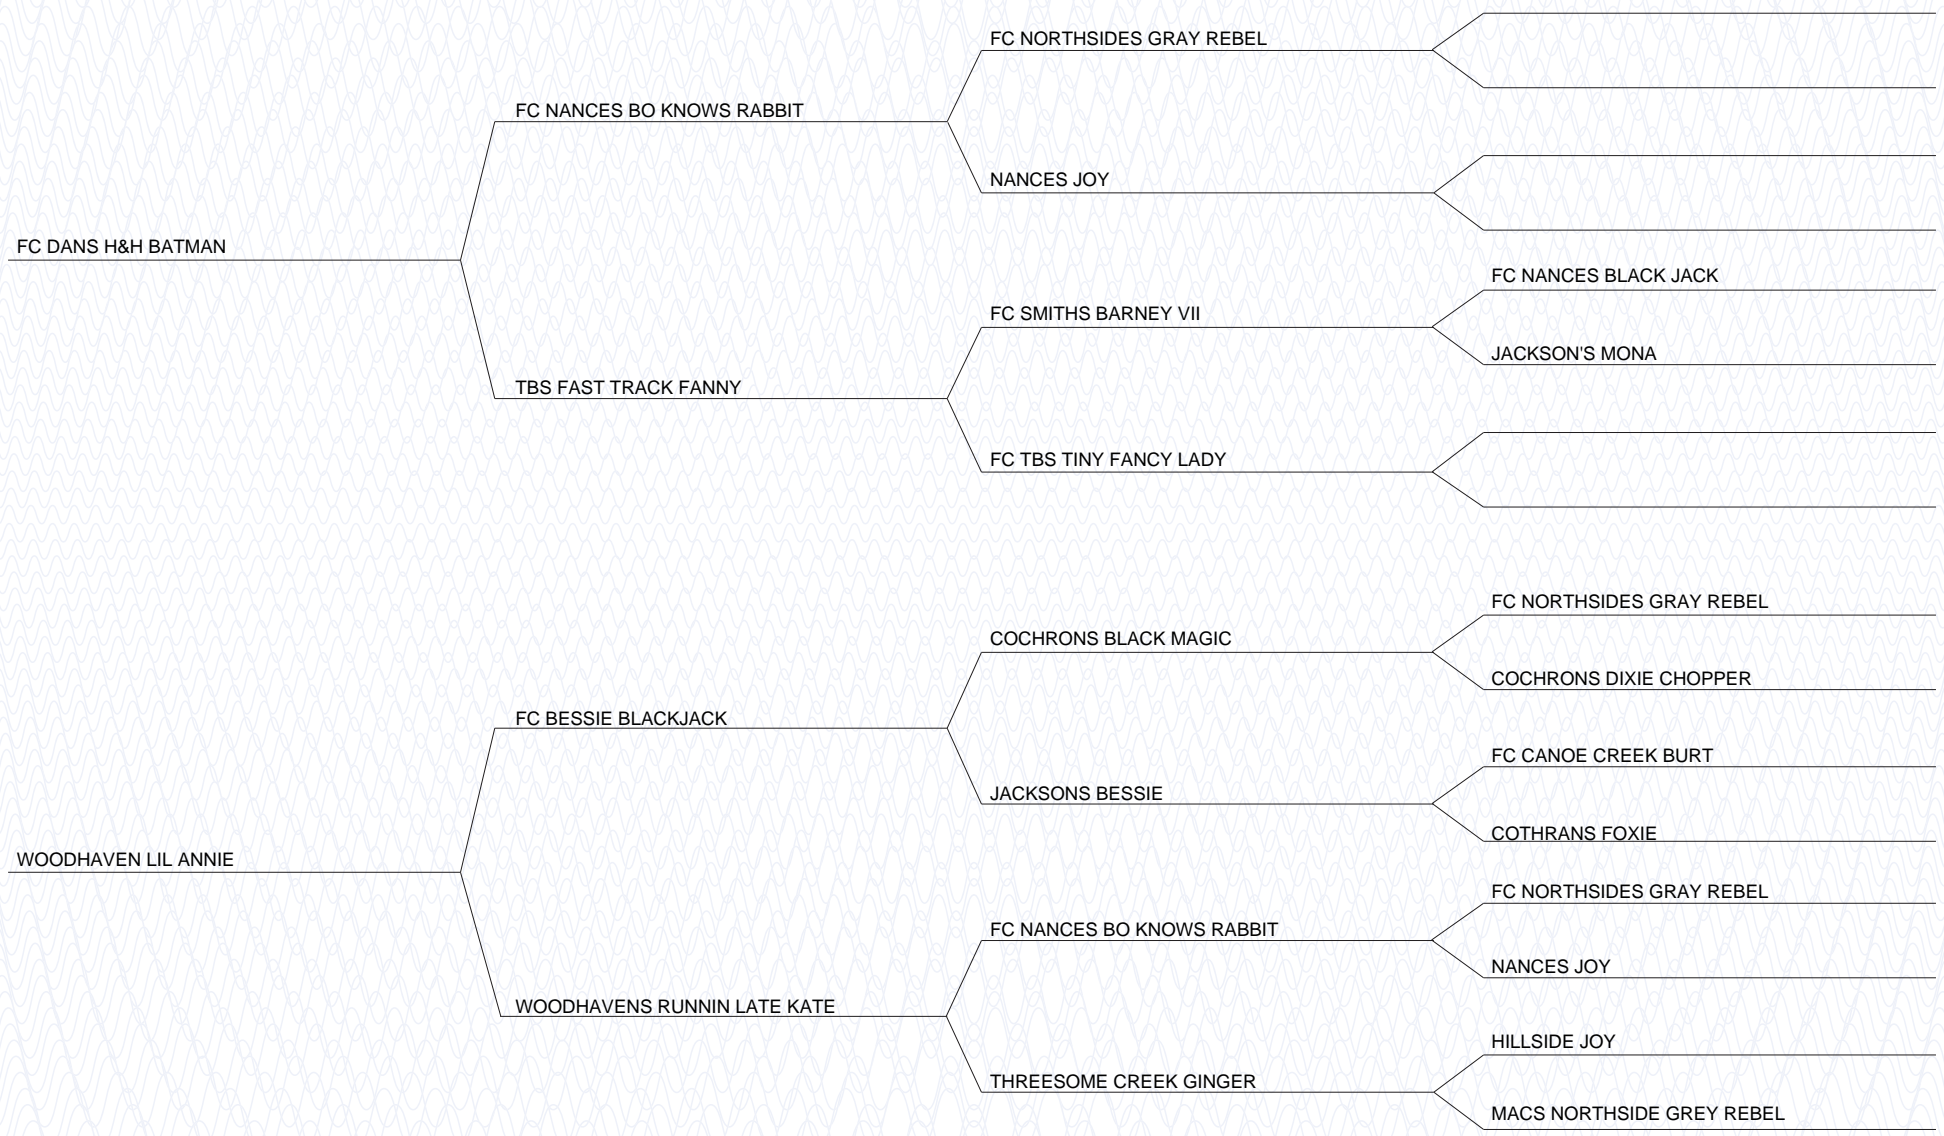 FC NORTHSIDES GRAY REBEL
FC NANCES BO KNOWS RABBIT
NANCES JOY
FC DANS H&H BATMAN
FC NANCES BLACK JACK
FC SMITHS BARNEY VII
JACKSON'S MONA
TBS FAST TRACK FANNY
FC TBS TINY FANCY LADY
FC NORTHSIDES GRAY REBEL
COCHRONS BLACK MAGIC
COCHRONS DIXIE CHOPPER
FC BESSIE BLACKJACK
FC CANOE CREEK BURT
JACKSONS BESSIE
COTHRANS FOXIE
WOODHAVEN LIL ANNIE
FC NORTHSIDES GRAY REBEL
FC NANCES BO KNOWS RABBIT
NANCES JOY
WOODHAVENS RUNNIN LATE KATE
HILLSIDE JOY
THREESOME CREEK GINGER
MACS NORTHSIDE GREY REBEL